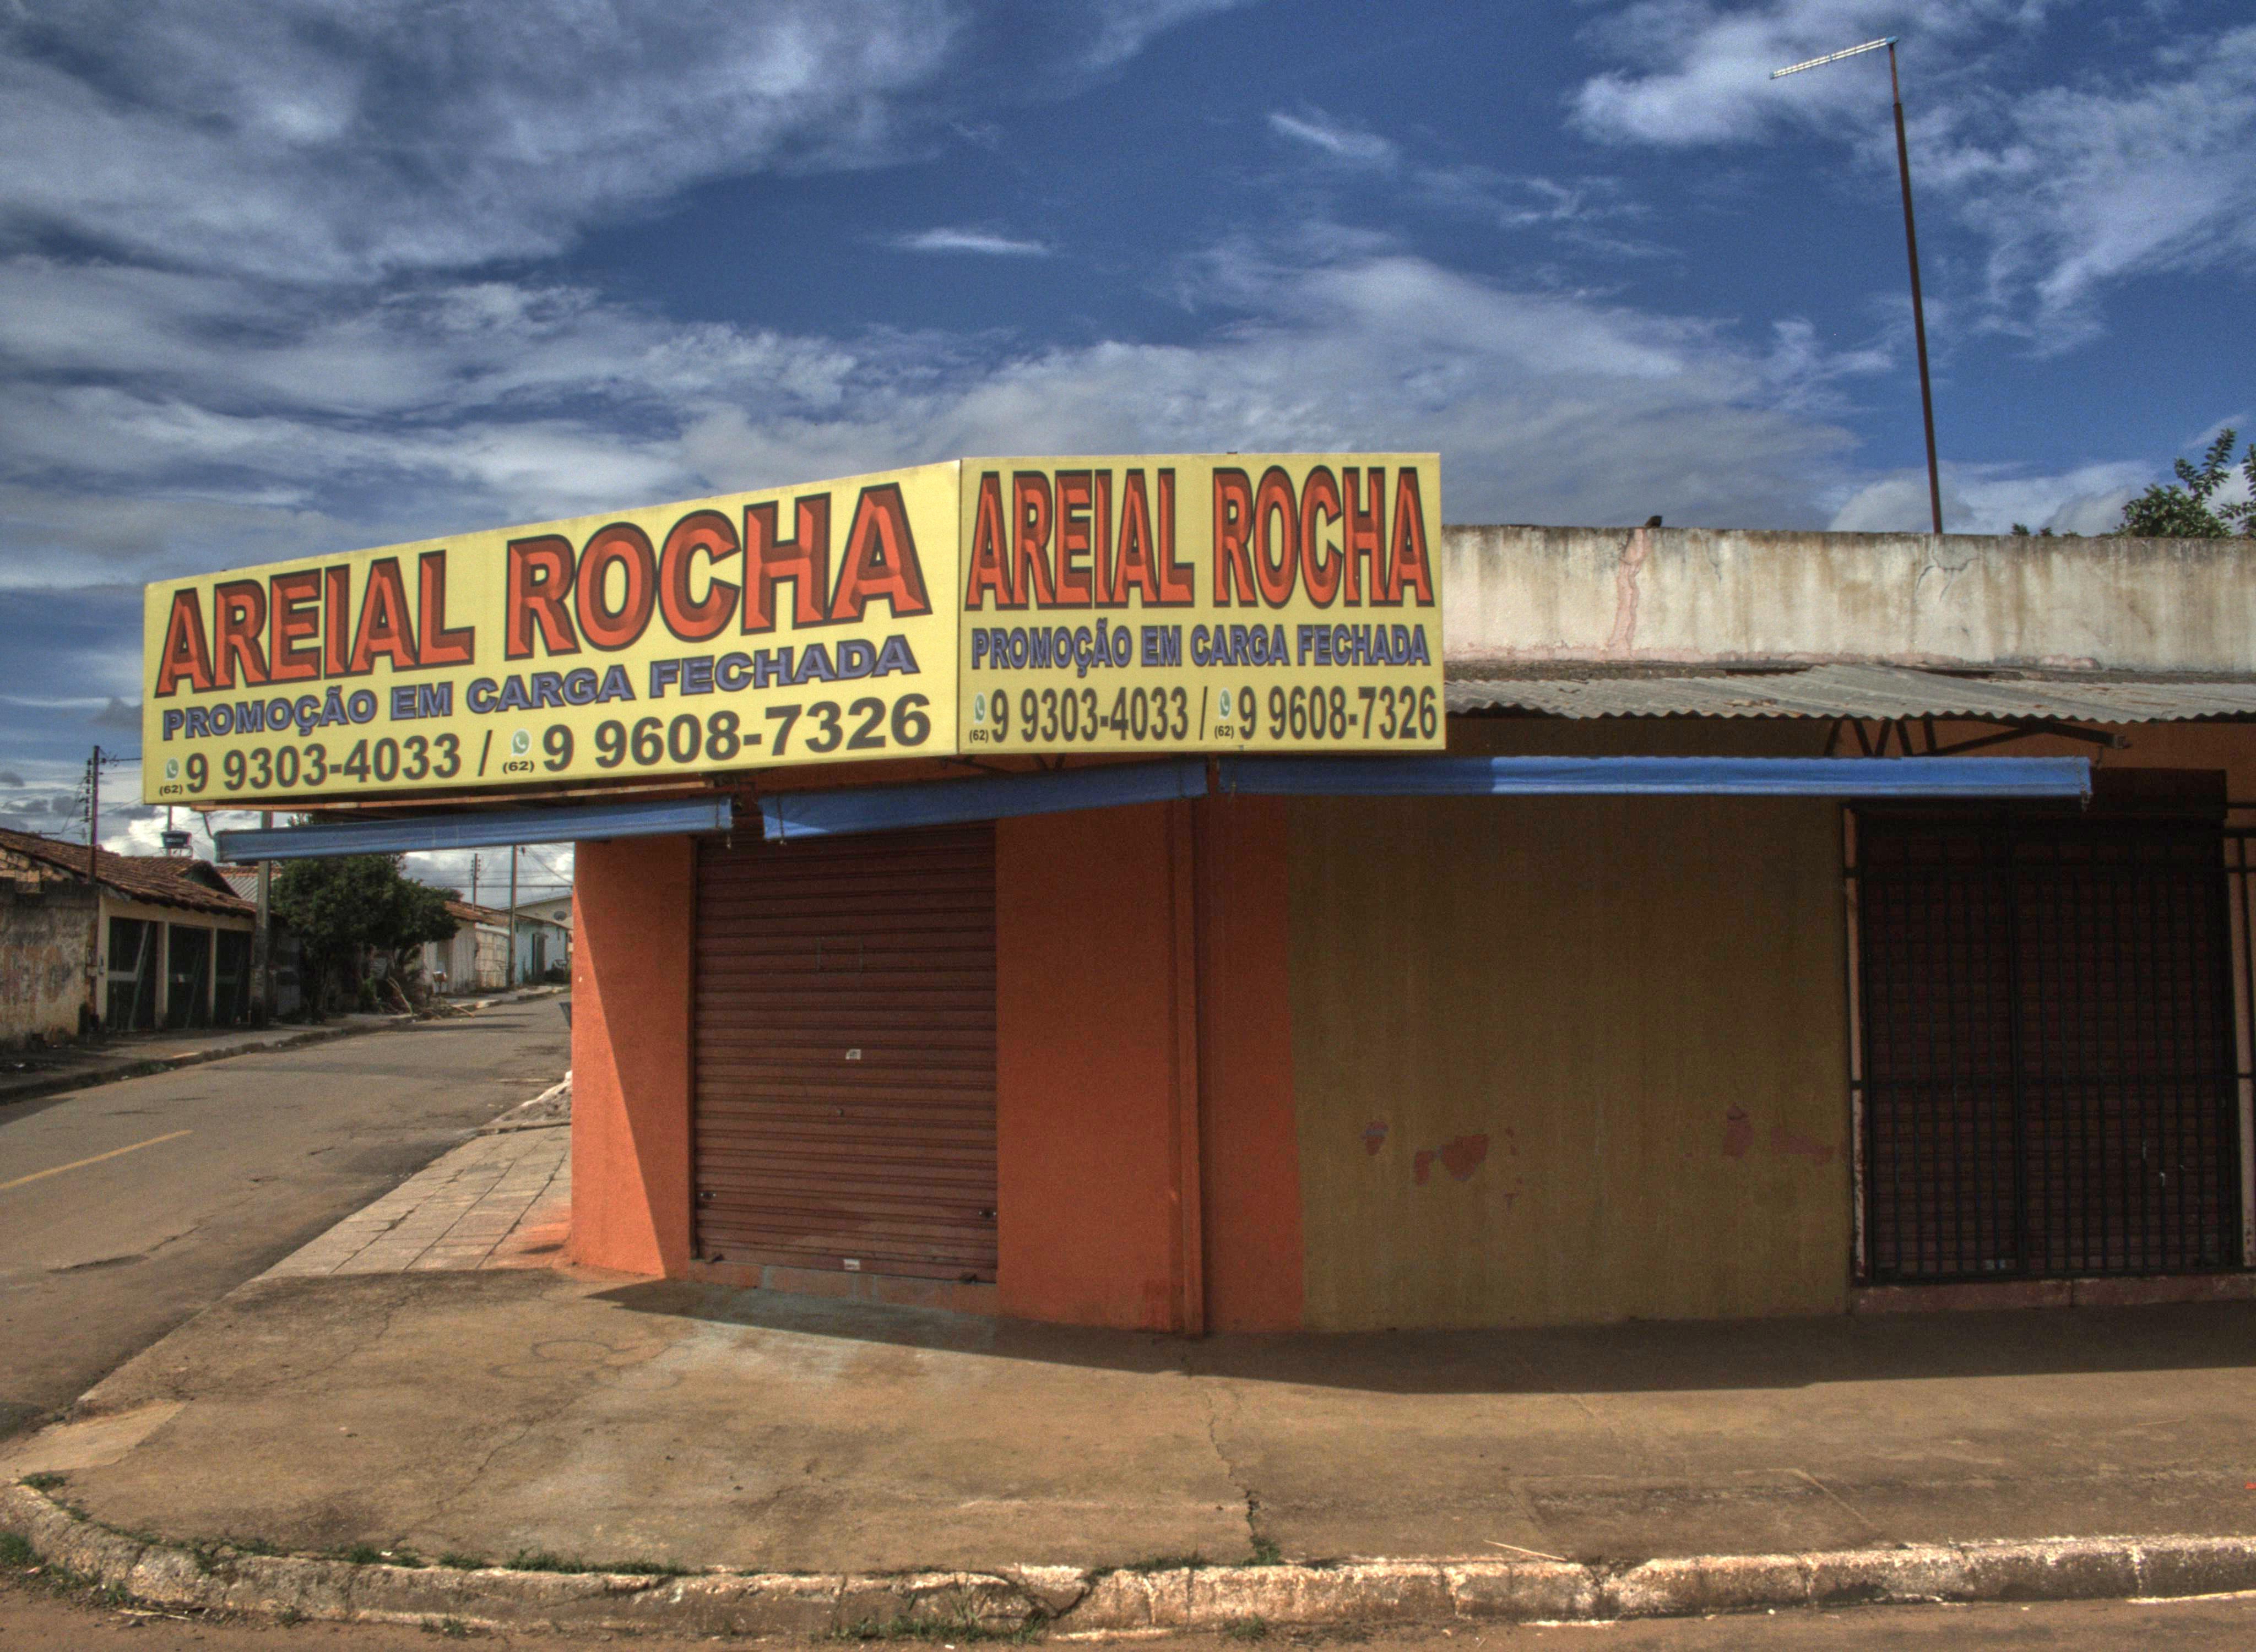 AREIAL ROCHA
PROMOÇÃO EM CARGA FECHADA
(62) 9 9303-4033 / (62) 9 9608-7326
AREIAL ROCHA
PROMOÇÃO EM CARGA FECHADA
(62) 9 9303-4033 / (62) 9 9608-7326